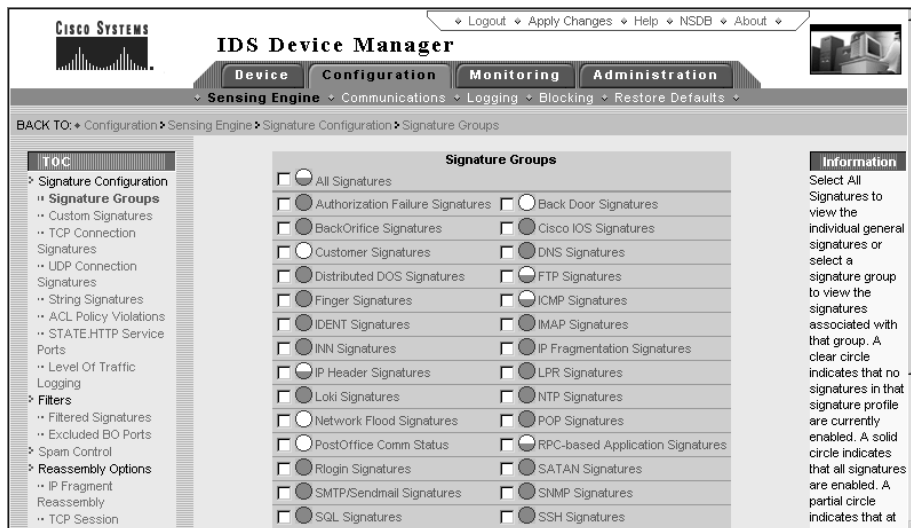 CISCO SYSTEMS
Logout Apply Changes Help NSDB About
IDS Device Manager
Device Configuration Monitoring Administration
Sensing Engine Communications Logging Blocking Restore Defaults
BACK TO: Configuration > Sensing Engine > Signature Configuration > Signature Groups
TOC
Signature Configuration
Signature Groups
Custom Signatures
TCP Connection
Signatures
UDP Connection
Signatures
String Signatures
ACL Policy Violations
STATE.HTTP Service
Ports
Level Of Traffic
Logging
Filters
Filtered Signatures
Excluded BO Ports
Spam Control
Reassembly Options
IP Fragment
Reassembly
TCP Session
Signature Groups
All Signatures
Authorization Failure Signatures Back Door Signatures
BackOrifice Signatures Cisco IOS Signatures
Customer Signatures DNS Signatures
Distributed DOS Signatures FTP Signatures
Finger Signatures ICMP Signatures
IDENT Signatures IMAP Signatures
INN Signatures IP Fragmentation Signatures
IP Header Signatures LPR Signatures
Loki Signatures NTP Signatures
Network Flood Signatures POP Signatures
PostOffice Comm Status RPC-based Application Signatures
Rlogin Signatures SATAN Signatures
SMTP/Sendmail Signatures SNMP Signatures
SQL Signatures SSH Signatures
Information
Select All
Signatures to
view the
individual general
signatures or
select a
signature group
to view the
signatures
associated with
that group. A
clear circle
indicates that no
signatures in that
signature profile
are currently
enabled. A solid
circle indicates
that all signatures
are enabled. A
partial circle
indicates that at